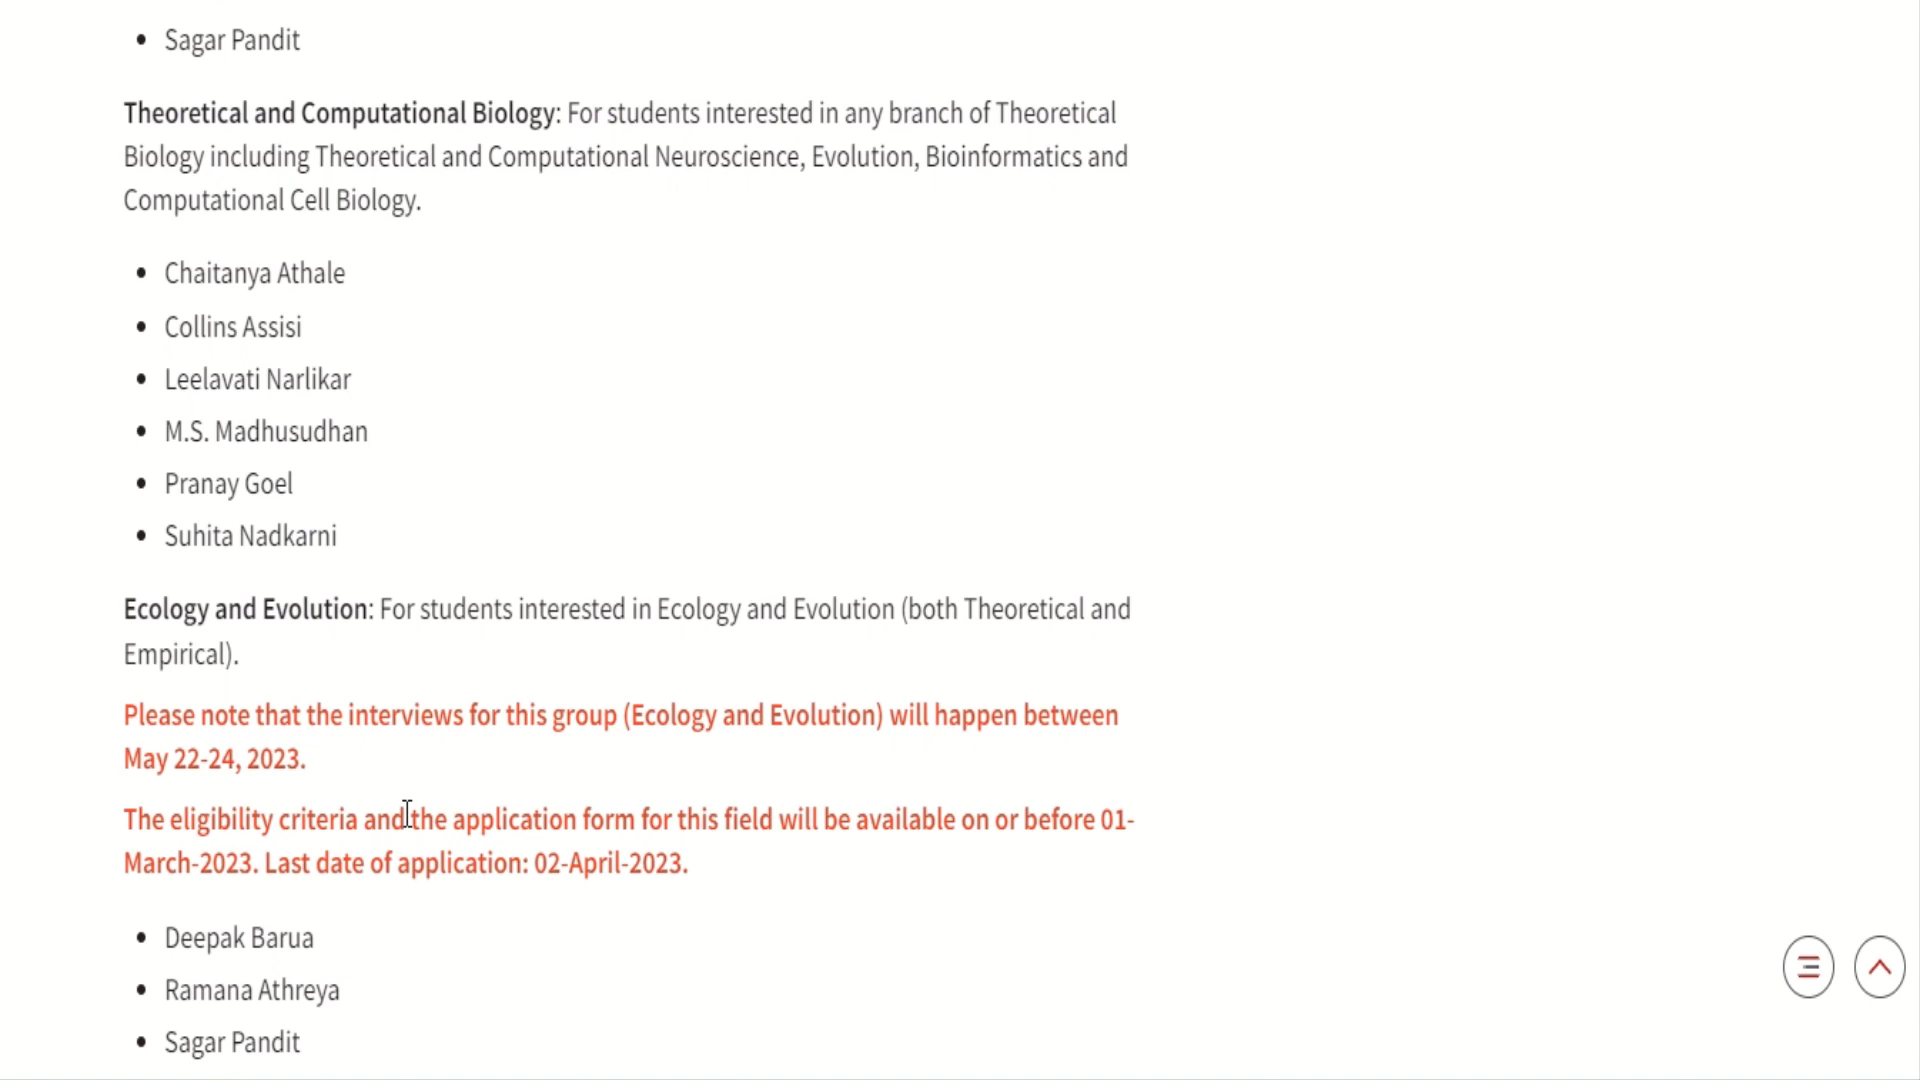 • Sagar Pandit
Theoretical and Computational Biology: For students interested in any branch of Theoretical
Biology including Theoretical and Computational Neuroscience, Evolution, Bioinformatics and
Computational Cell Biology.
• Chaitanya Athale
• Collins Assisi
• Leelavati Narlikar
• M.S. Madhusudhan
• Pranay Goel
• Suhita Nadkarni
Ecology and Evolution: For students interested in Ecology and Evolution (both Theoretical and
Empirical).
Please note that the interviews for this group (Ecology and Evolution) will happen between
May 22-24, 2023.
The eligibility criteria and the application form for this field will be available on or before 01-
March-2023. Last date of application: 02-April-2023.
• Deepak Barua
• Ramana Athreya
• Sagar Pandit